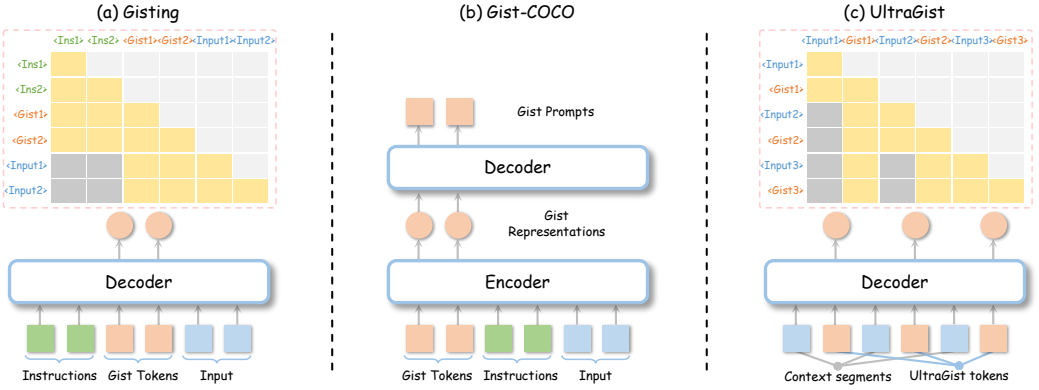 (a) Gisting
<Ins1> <Ins2> <Gist1> <Gist2> <Input1> <Input2>
<Ins1>
<Ins2>
<Gist1>
<Gist2>
<Input1>
<Input2>
Decoder
Instructions Gist Tokens Input
(b) Gist-COCO
Gist Prompts
Decoder
Gist
Representations
Encoder
Gist Tokens Instructions Input
(c) UltraGist
<Input1> <Gist1> <Input2> <Gist2> <Input3> <Gist3>
<Input1>
<Gist1>
<Input2>
<Gist2>
<Input3>
<Gist3>
Decoder
Context segments UltraGist tokens